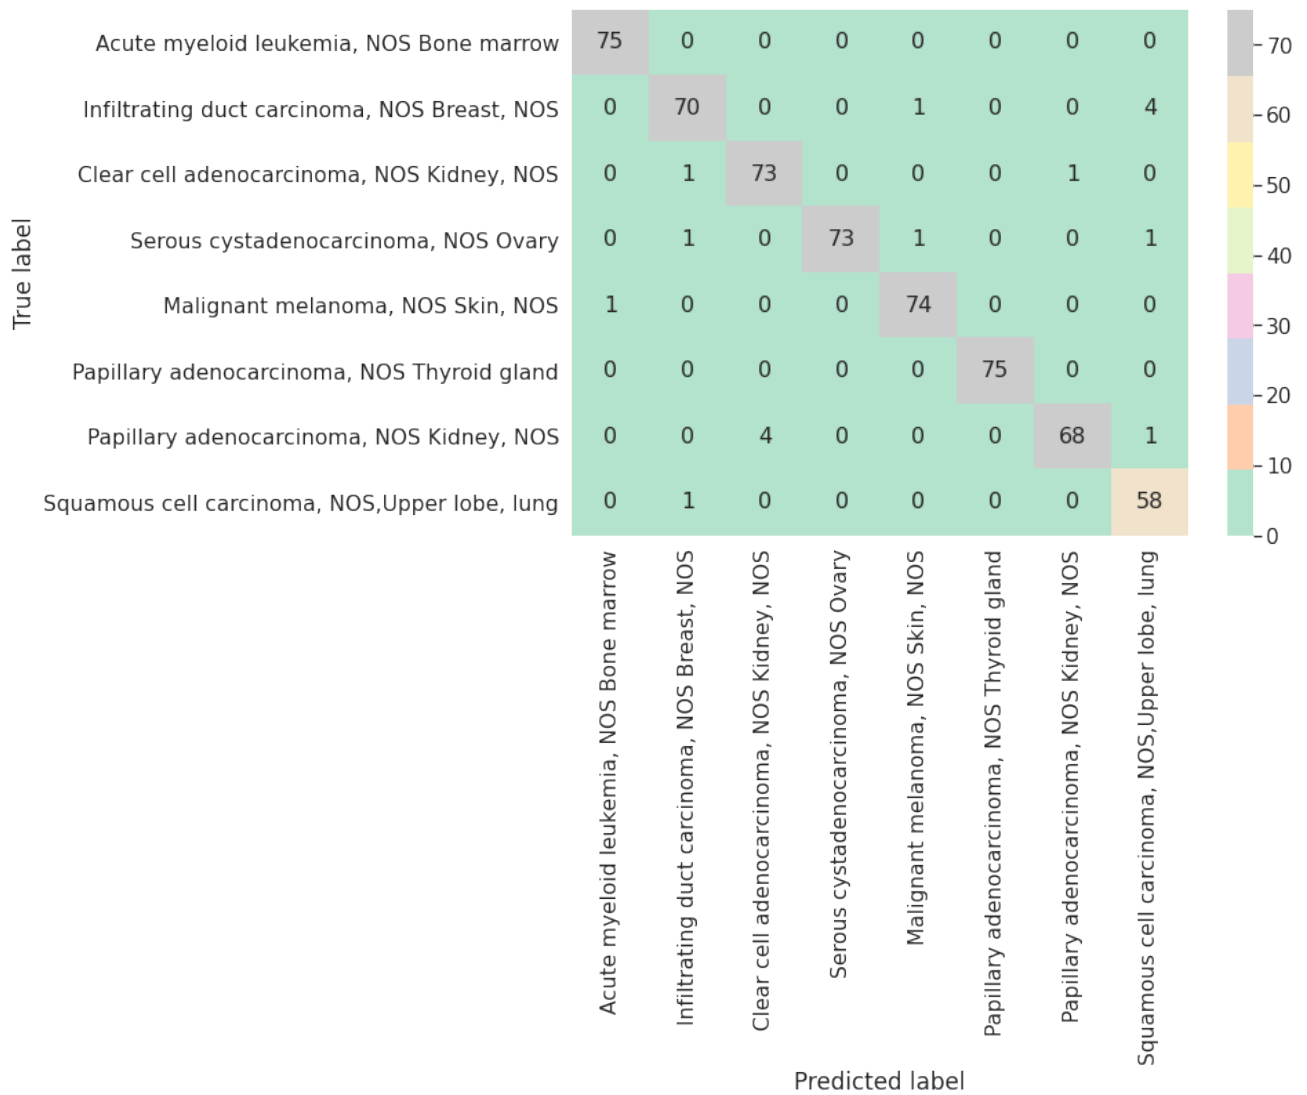 Acute myeloid leukemia, NOS Bone marrow 75 0 0 0 0 0 0 0
Infiltrating duct carcinoma, NOS Breast, NOS 0 70 0 0 1 0 0 4
Clear cell adenocarcinoma, NOS Kidney, NOS 0 1 73 0 0 0 1 0
Serous cystadenocarcinoma, NOS Ovary 0 1 0 73 1 0 0 1
Malignant melanoma, NOS Skin, NOS 1 0 0 0 74 0 0 0
Papillary adenocarcinoma, NOS Thyroid gland 0 0 0 0 0 75 0 0
Papillary adenocarcinoma, NOS Kidney, NOS 0 0 4 0 0 0 68 1
Squamous cell carcinoma, NOS,Upper lobe, lung 0 1 0 0 0 0 0 58
True label
70
60
50
40
30
20
10
0
Acute myeloid leukemia, NOS Bone marrow
Infiltrating duct carcinoma, NOS Breast, NOS
Clear cell adenocarcinoma, NOS Kidney, NOS
Serous cystadenocarcinoma, NOS Ovary
Malignant melanoma, NOS Skin, NOS
Papillary adenocarcinoma, NOS Thyroid gland
Papillary adenocarcinoma, NOS Kidney, NOS
Squamous cell carcinoma, NOS,Upper lobe, lung
Predicted label